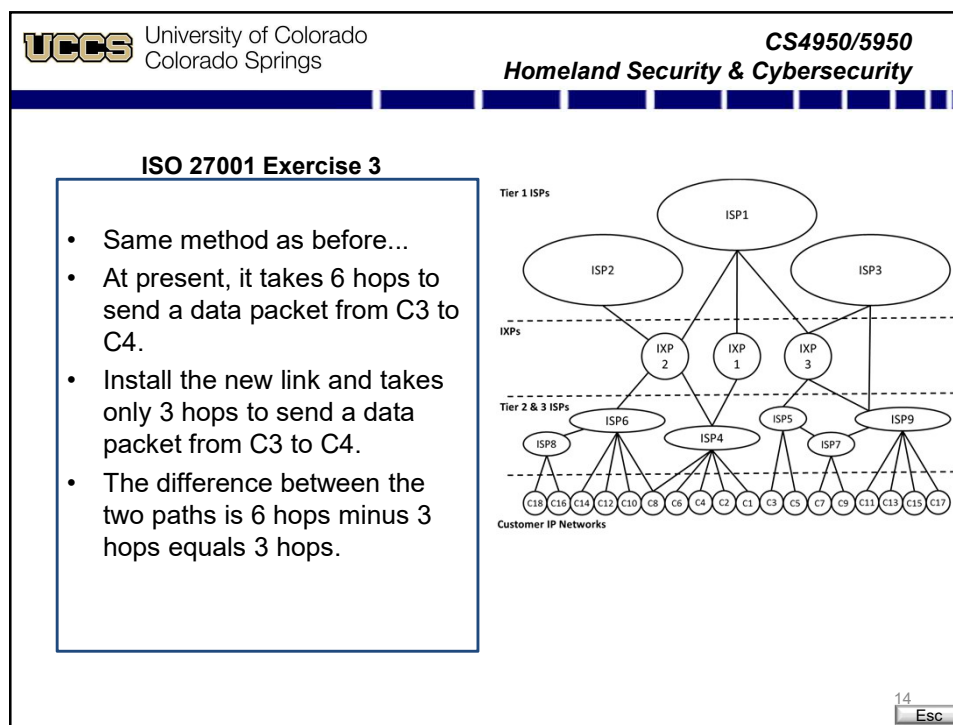 UCCS
University of Colorado
Colorado Springs
CS4950/5950
Homeland Security & Cybersecurity
ISO 27001 Exercise 3
• Same method as before...
• At present, it takes 6 hops to
send a data packet from C3 to
C4.
• Install the new link and takes
only 3 hops to send a data
packet from C3 to C4.
• The difference between the
two paths is 6 hops minus 3
hops equals 3 hops.
Tier 1 ISPs
ISP1
ISP2
ISP3
IXPs
IXP
2
IXP
1
IXP
3
Tier 2 & 3 ISPs
ISP6
ISP5
ISP9
ISP8
ISP4
ISP7
C18 C16 C14 C12 C10 C8 C6 C4 C2 C1 C3 C5 C7 C9 C11 C13 C15 C17
Customer IP Networks
14
Esc